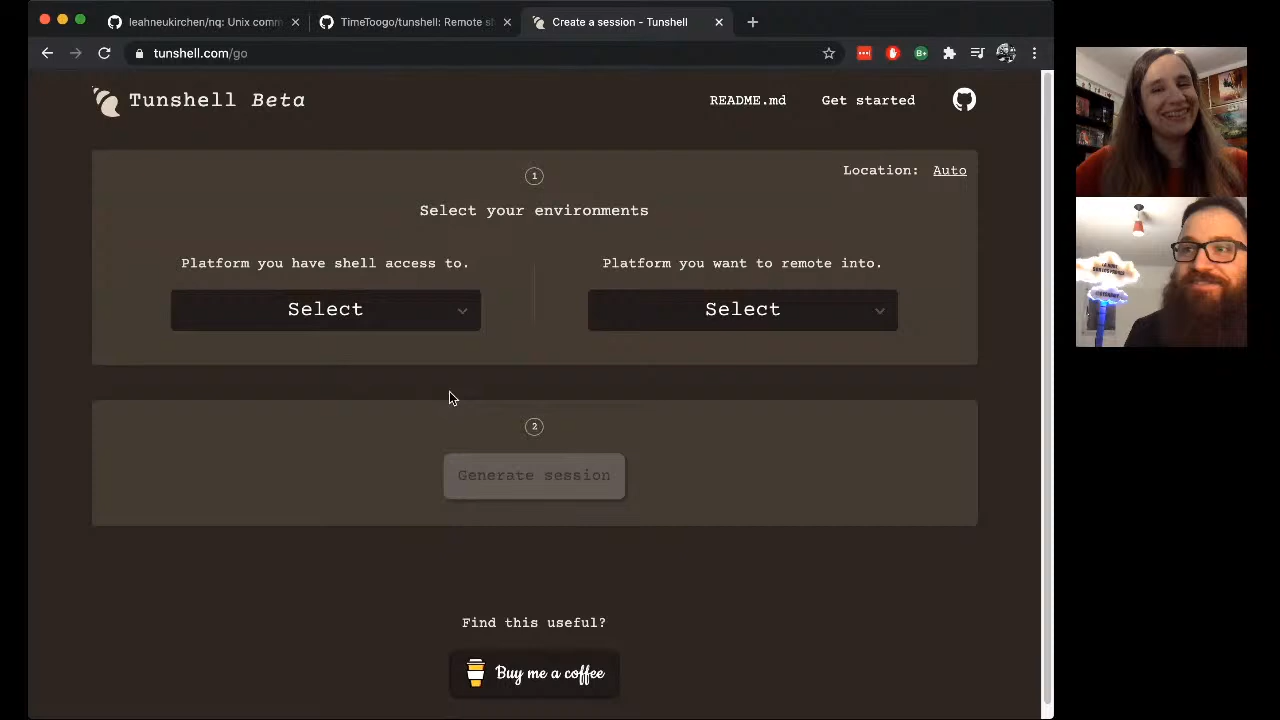 leahneukirchen/nq: Unix comm
TimeToogo/tunshell: Remote sh
Create a session - Tunshell
tunshell.com/go
Tunshell Beta
README.md
Get started
Location: Auto
1
Select your environments
Platform you have shell access to.
Platform you want to remote into.
Select
Select
2
Generate session
Find this useful?
Buy me a coffee